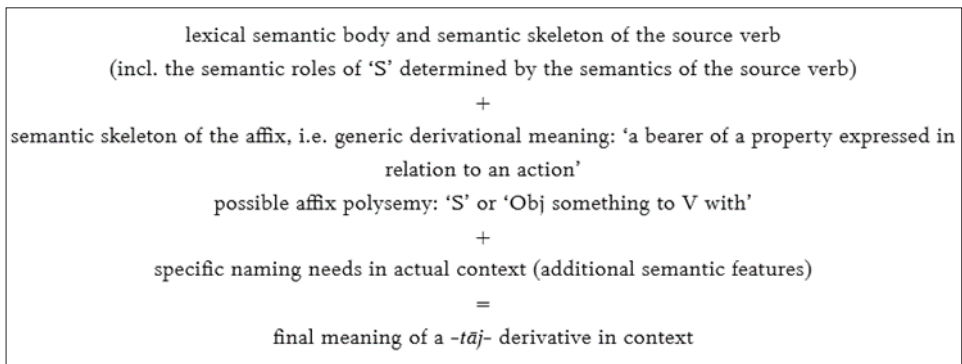 lexical semantic body and semantic skeleton of the source verb
(incl. the semantic roles of ‘S’ determined by the semantics of the source verb)
+
semantic skeleton of the affix, i.e. generic derivational meaning: ‘a bearer of a property expressed in
relation to an action’
possible affix polysemy: ‘S’ or ‘Obj something to V with’
+
specific naming needs in actual context (additional semantic features)
=
final meaning of a -tāj- derivative in context